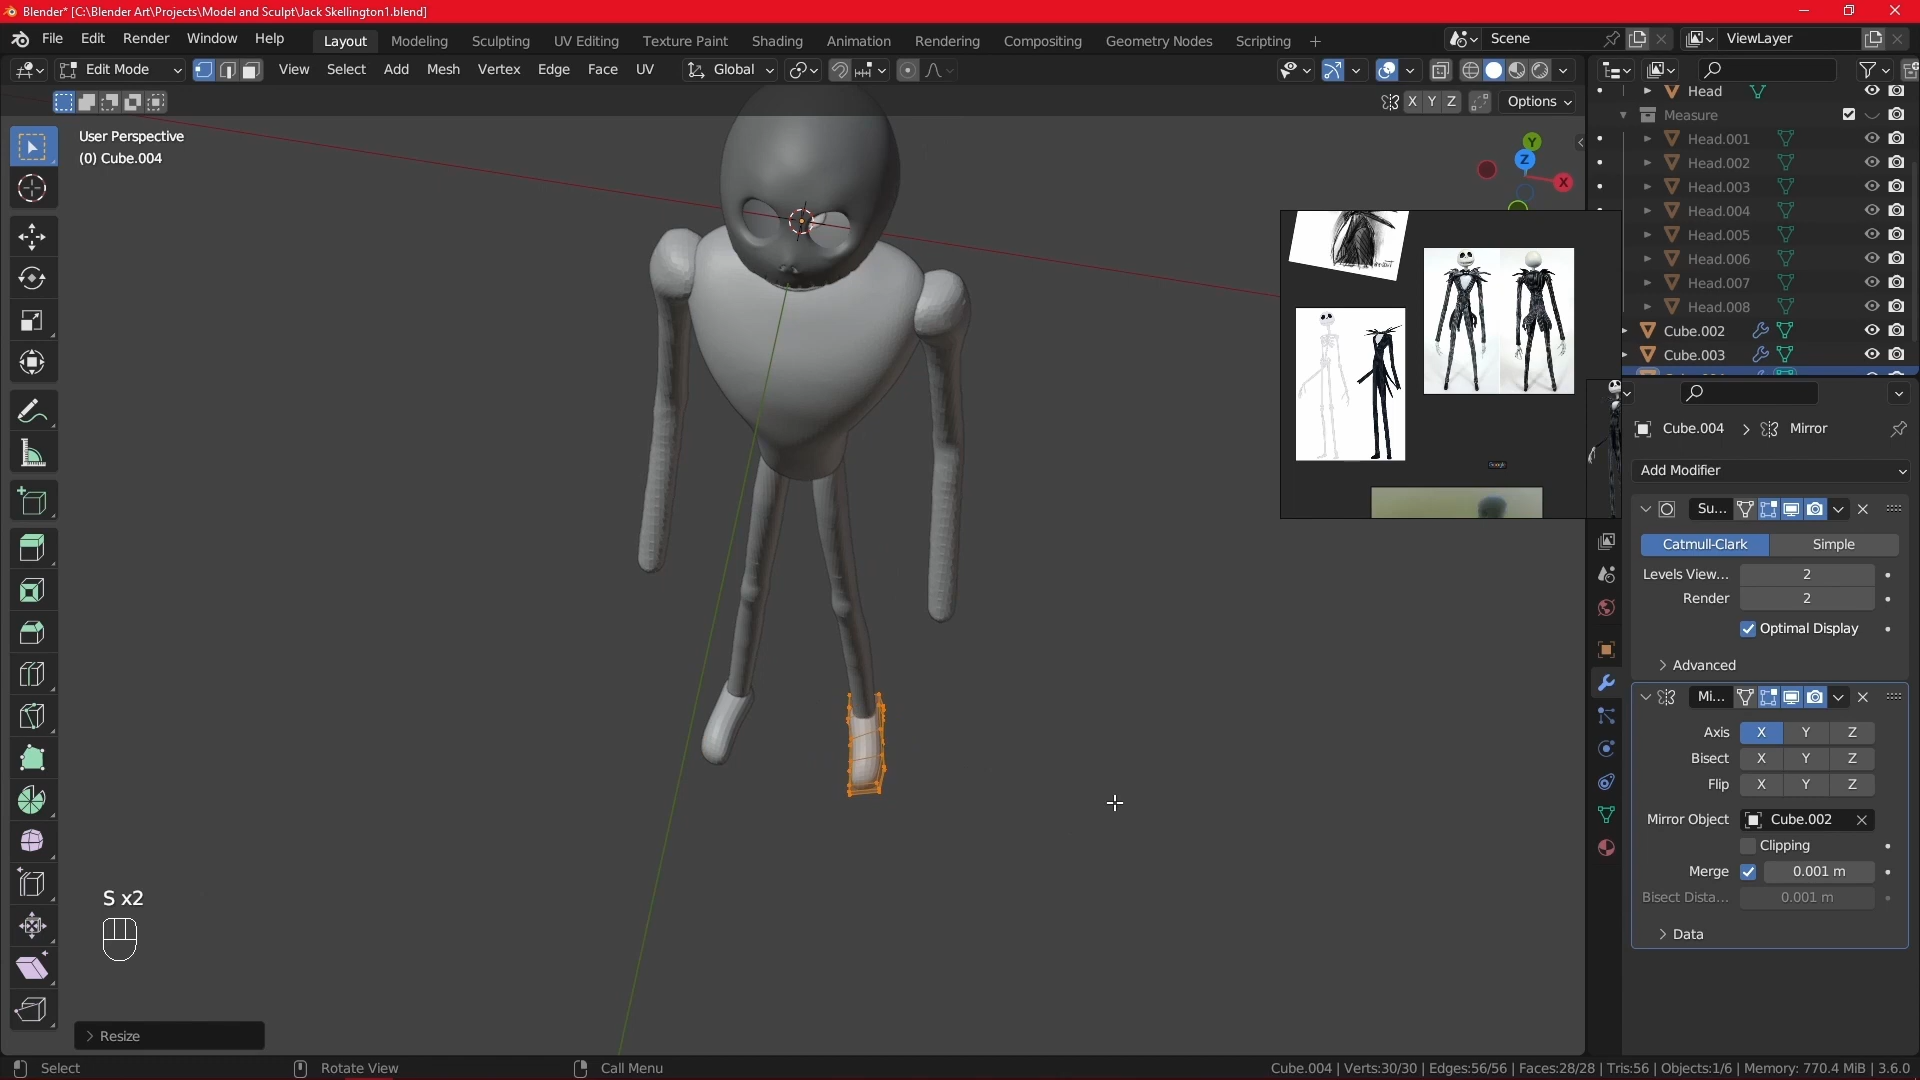 Blender* [C:\Blender Art\Projects\Model and Sculpt\Jack Skellington1.blend]
File Edit Render Window Help
Layout Modeling Sculpting UV Editing Texture Paint Shading Animation Rendering Compositing Geometry Nodes Scripting +
Scene
ViewLayer
Edit Mode
View Select Add Mesh Vertex Edge Face UV
Global
X Y Z
Options
User Perspective
(0) Cube.004
Y
Z
X
Head
Measure
Head.001
Head.002
Head.003
Head.004
Head.005
Head.006
Head.007
Head.008
Cube.002
Cube.003
Google
Cube.004 > Mirror
Add Modifier
Su...
Catmull-Clark Simple
Levels View... 2
Render 2
Optimal Display
Advanced
Mi...
Axis X Y Z
Bisect X Y Z
Flip X Y Z
Mirror Object Cube.002
Clipping
Merge 0.001 m
Bisect Dista... 0.001 m
Data
S x2
Resize
Select
Rotate View
Call Menu
Cube.004 | Verts:30/30 | Edges:56/56 | Faces:28/28 | Tris:56 | Objects:1/6 | Memory: 770.4 MiB | 3.6.0